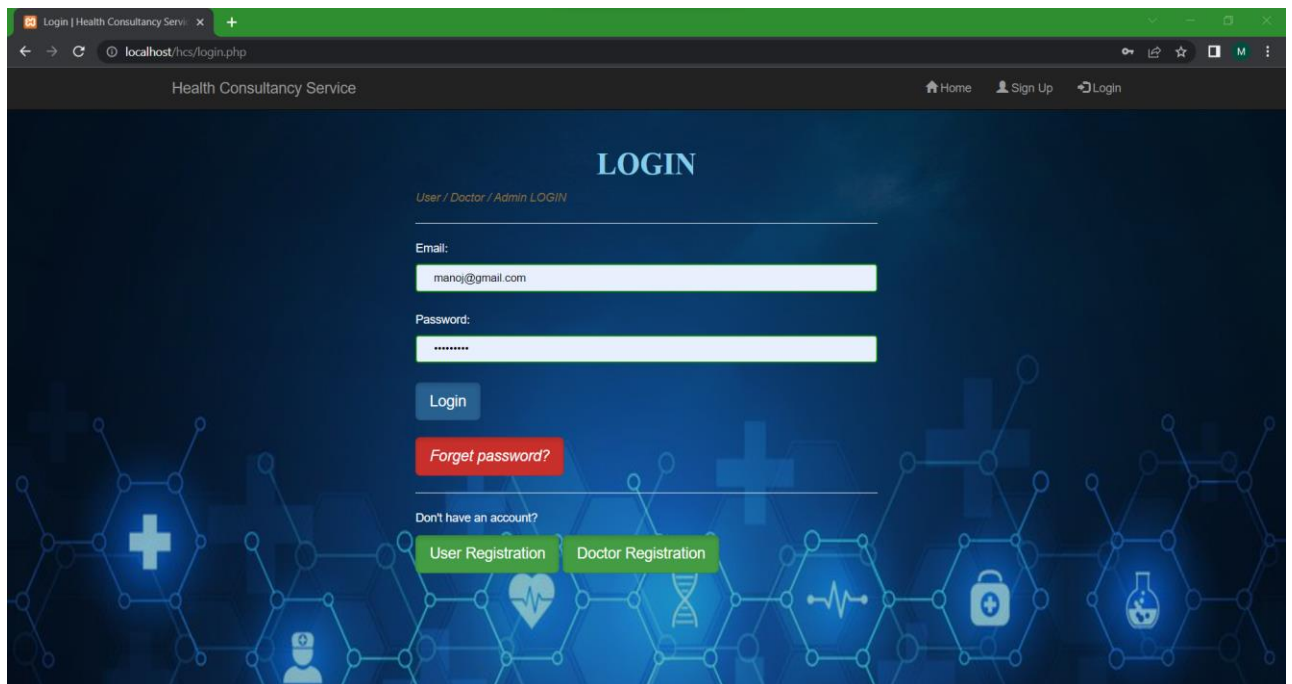 Login | Health Consultancy Servic
localhost/hcs/login.php
M
Health Consultancy Service
Home Sign Up Login
LOGIN
User / Doctor / Admin LOGIN
Email:
manoj@gmail.com
Password:
•••••••••
Login
Forget password?
Don't have an account?
User Registration Doctor Registration